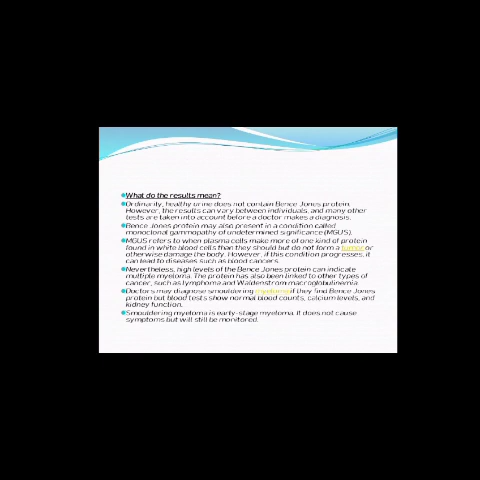 What do the results mean?
Ordinarily, healthy urine does not contain Bence Jones protein.
However, the results can vary between individuals, and many other
tests are taken into account before a doctor makes a diagnosis.
Bence Jones protein may also present in a condition called
monoclonal gammopathy of undetermined significance (MGUS).
MGUS refers to when plasma cells make more of one kind of protein
found in white blood cells than they should but do not form a tumor or
otherwise damage the body. However, if this condition progresses, it
can lead to diseases such as blood cancers.
Nevertheless, high levels of the Bence Jones protein can indicate
multiple myeloma. The protein has also been linked to other types of
cancer, such as lymphoma and Waldenstrom macroglobulinemia.
Doctors may diagnose smouldering myeloma if they find Bence Jones
protein but blood tests show normal blood counts, calcium levels, and
kidney function.
Smouldering myeloma is early-stage myeloma. It does not cause
symptoms but will still be monitored.